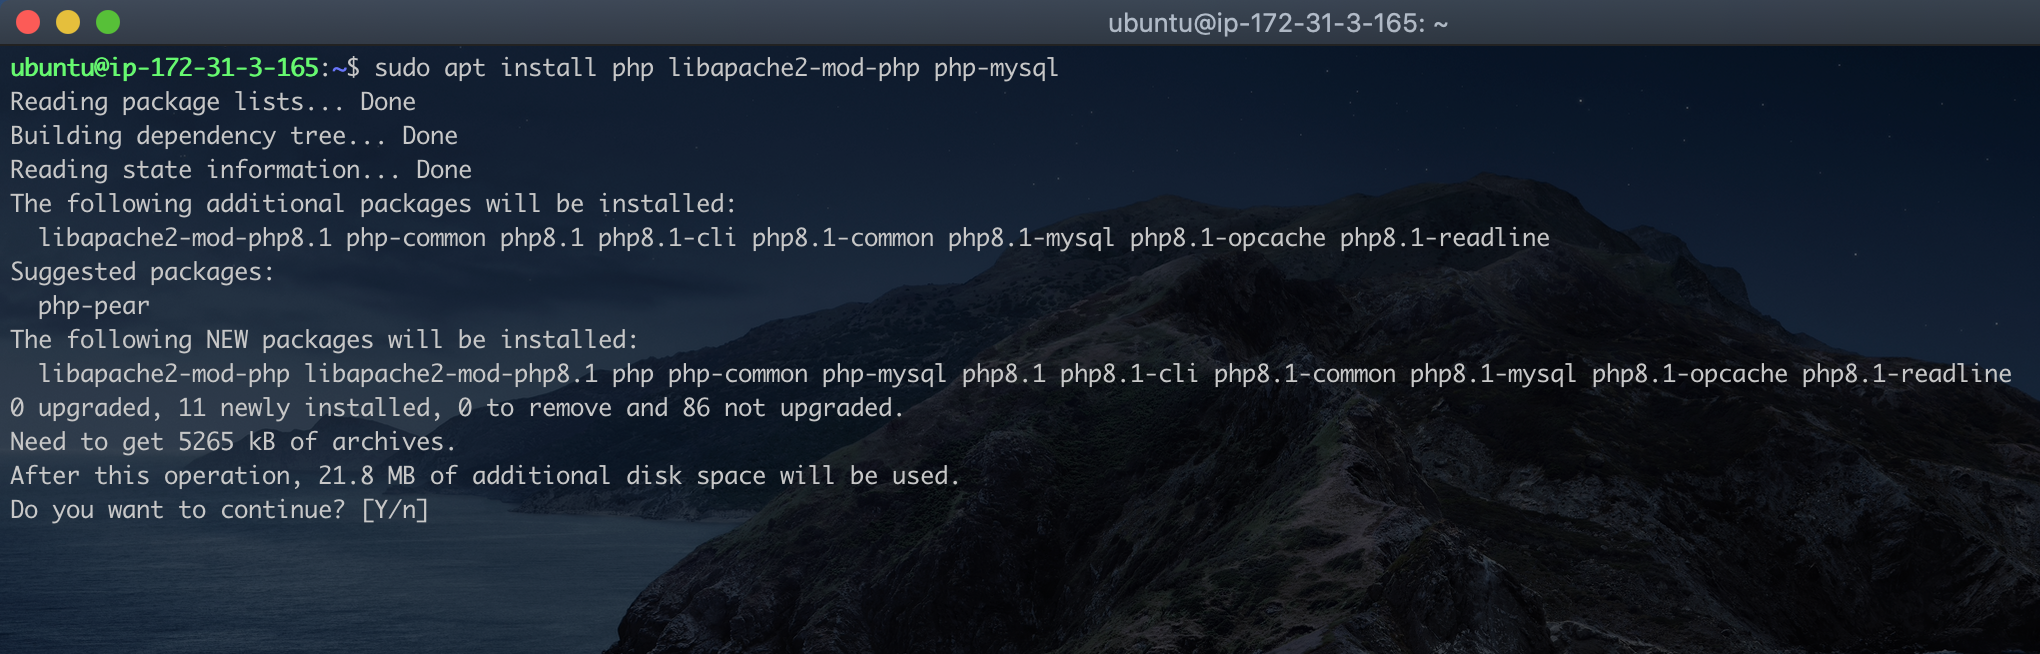 ubuntu@ip-172-31-3-165: ~
ubuntu@ip-172-31-3-165:~$ sudo apt install php libapache2-mod-php php-mysql
Reading package lists... Done
Building dependency tree... Done
Reading state information... Done
The following additional packages will be installed:
  libapache2-mod-php8.1 php-common php8.1 php8.1-cli php8.1-common php8.1-mysql php8.1-opcache php8.1-readline
Suggested packages:
  php-pear
The following NEW packages will be installed:
  libapache2-mod-php libapache2-mod-php8.1 php php-common php-mysql php8.1 php8.1-cli php8.1-common php8.1-mysql php8.1-opcache php8.1-readline
0 upgraded, 11 newly installed, 0 to remove and 86 not upgraded.
Need to get 5265 kB of archives.
After this operation, 21.8 MB of additional disk space will be used.
Do you want to continue? [Y/n]